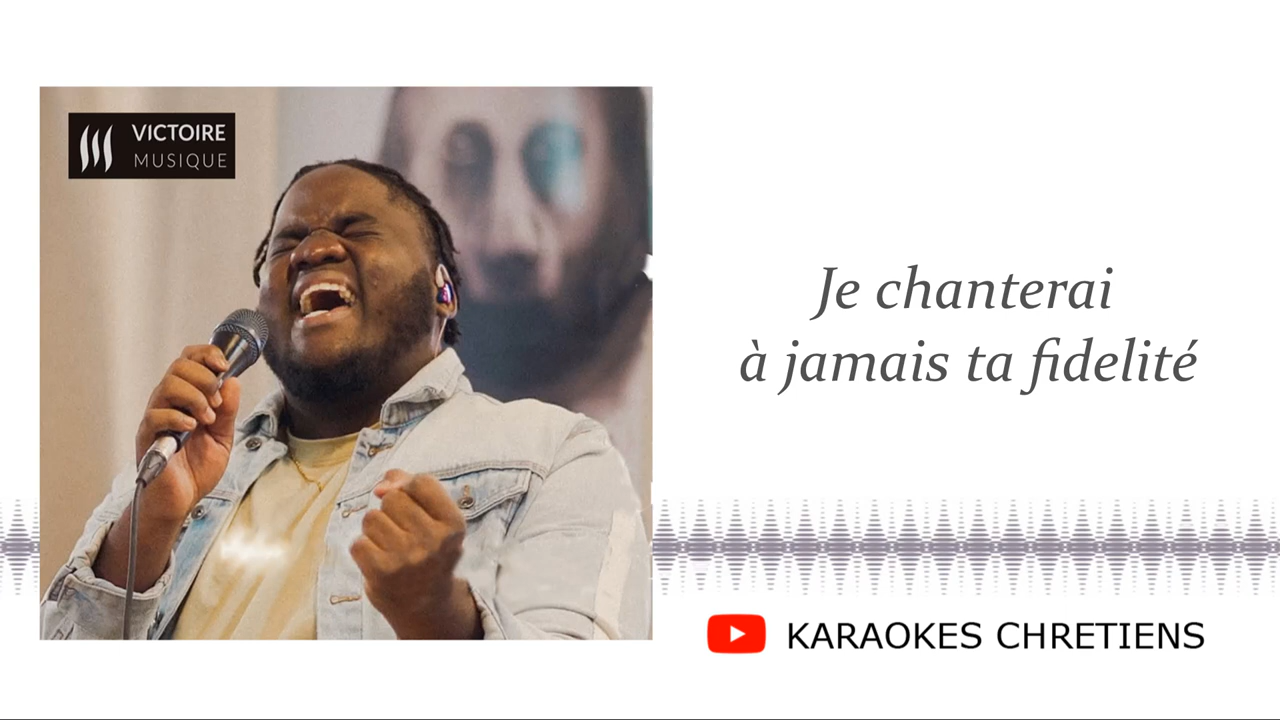 VICTOIRE
MUSIQUE
Je chanterai
à jamais ta fidelité
KARAOKES CHRETIENS